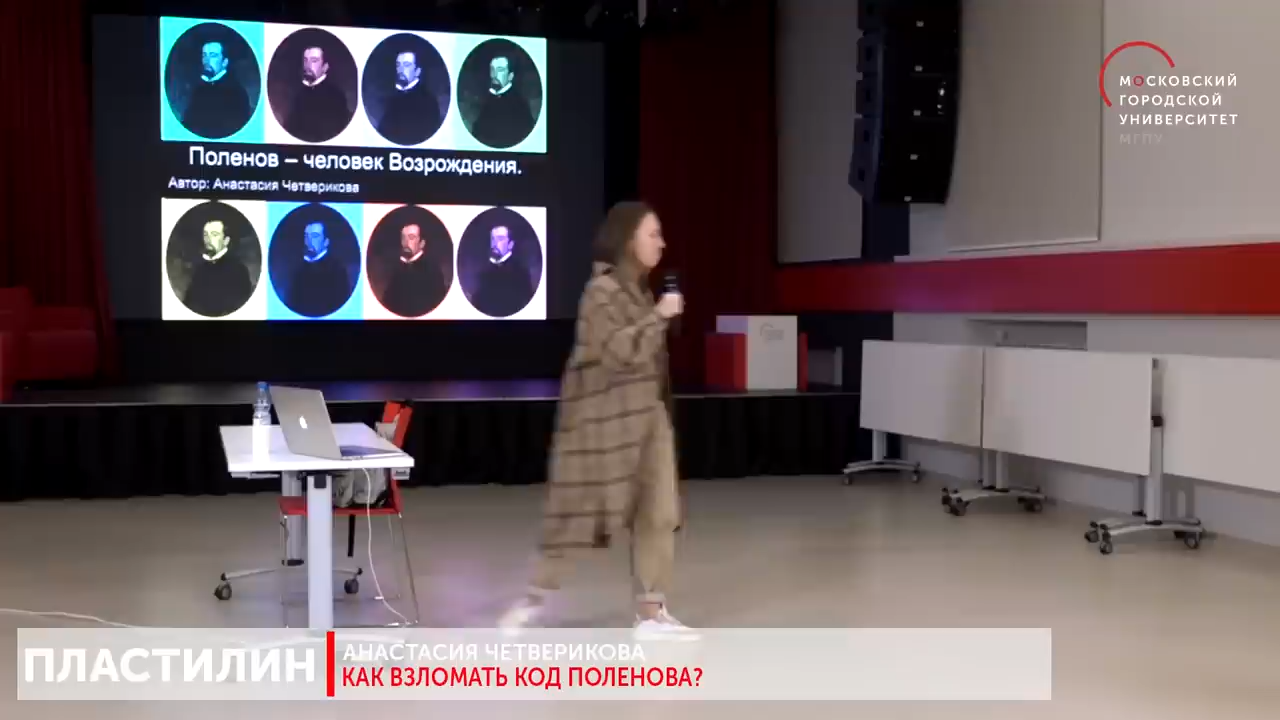 Поленов – человек Возрождения.
Автор: Анастасия Четверикова
МОСКОВСКИЙ
ГОРОДСКОЙ
УНИВЕРСИТЕТ
МГПУ
ПЛАСТИЛИН
АНАСТАСИЯ ЧЕТВЕРИКОВА
КАК ВЗЛОМАТЬ КОД ПОЛЕНОВА?